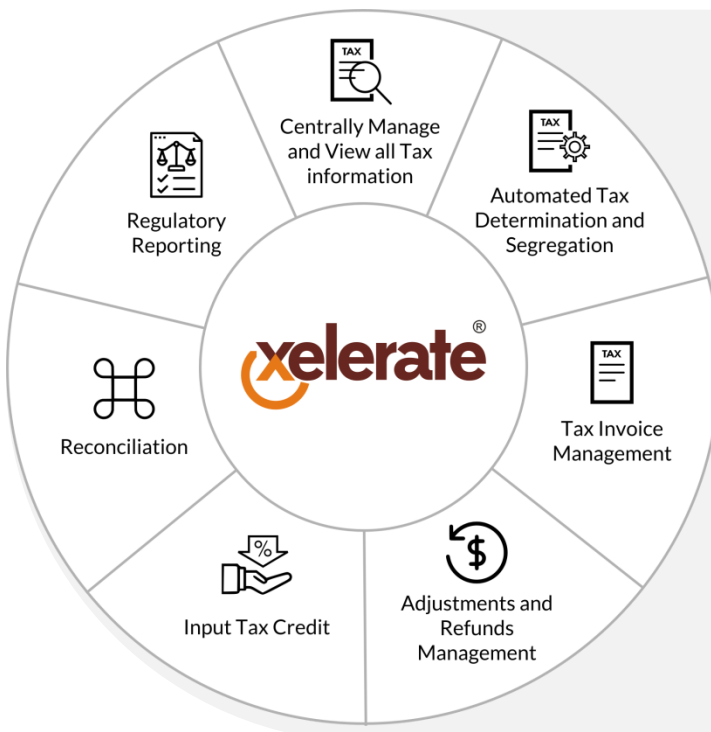 TAX
Centrally Manage
and View all Tax
information
TAX
Automated Tax
Determination and
Segregation
TAX
Tax Invoice
Management
$
Adjustments and
Refunds
Management
%
Input Tax Credit
Reconciliation
Regulatory
Reporting
xelerate®